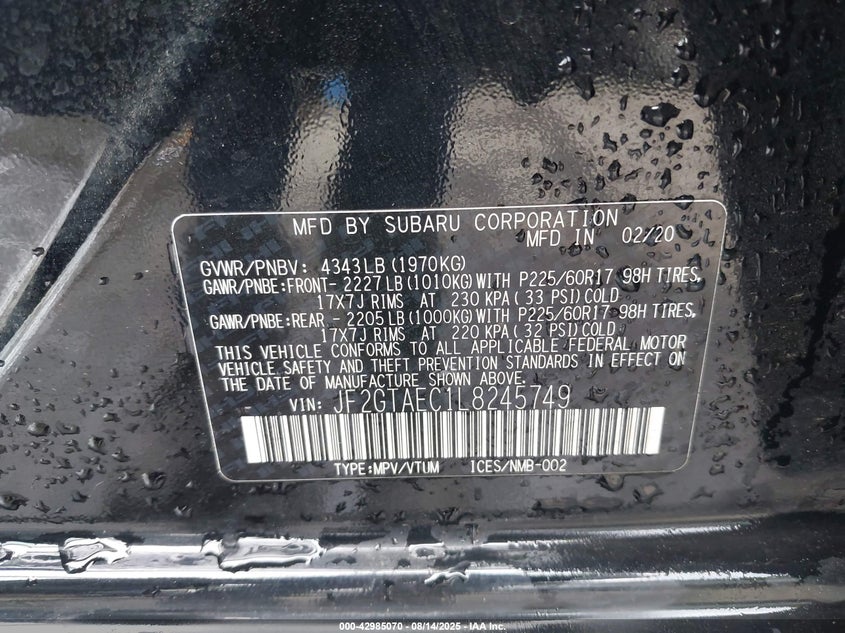 MFD BY SUBARU CORPORATION
MFD IN 02/20
GVWR/PNBV: 4343LB (1970KG)
GAWR/PNBE:FRONT- 2227LB (1010KG) WITH P225/60R17 98H TIRES,
17X7J RIMS AT 230 KPA ( 33 PSI) COLD
GAWR/PNBE:REAR - 2205LB (1000KG) WITH P225/60R17 98H TIRES,
17X7J RIMS AT 220 KPA ( 32 PSI) COLD
THIS VEHICLE CONFORMS TO ALL APPLICABLE FEDERAL MOTOR
VEHICLE SAFETY AND THEFT PREVENTION STANDARDS IN EFFECT ON
THE DATE OF MANUFACTURE SHOWN ABOVE.
VIN: JF2GTAEC1L8245749
TYPE:MPV/VTUM ICES/NMB-002
000-42985070 - 08/14/2025 - IAA Inc.